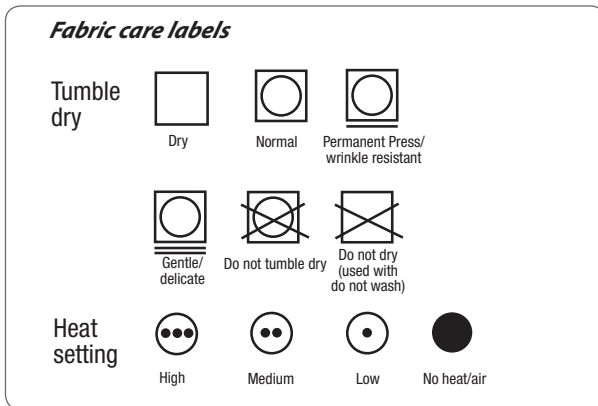 Fabric care labels
Tumble
dry
Dry
Normal
Permanent Press/
wrinkle resistant
Gentle/
delicate
Do not tumble dry
Do not dry
(used with
do not wash)
Heat
setting
High
Medium
Low
No heat/air